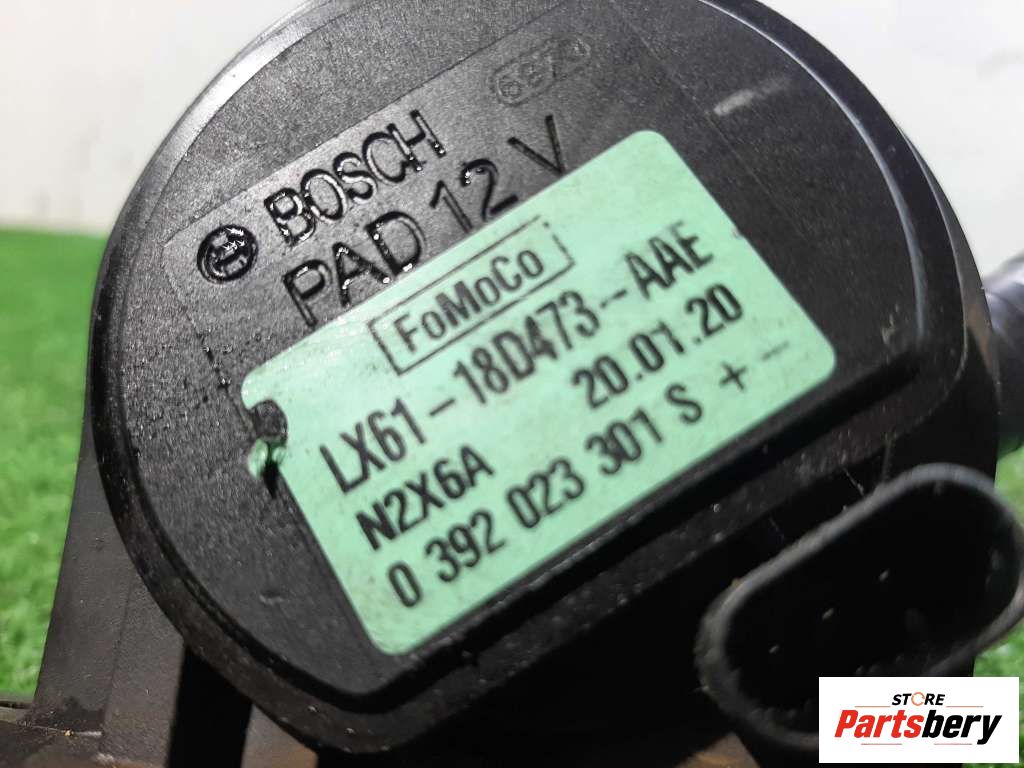 BOSCH
PAD 12 V
FoMoCo
LX61-18D473-AAE
N2X6A 20.01.20
0 392 023 301 S + -
STORE
Partsbery